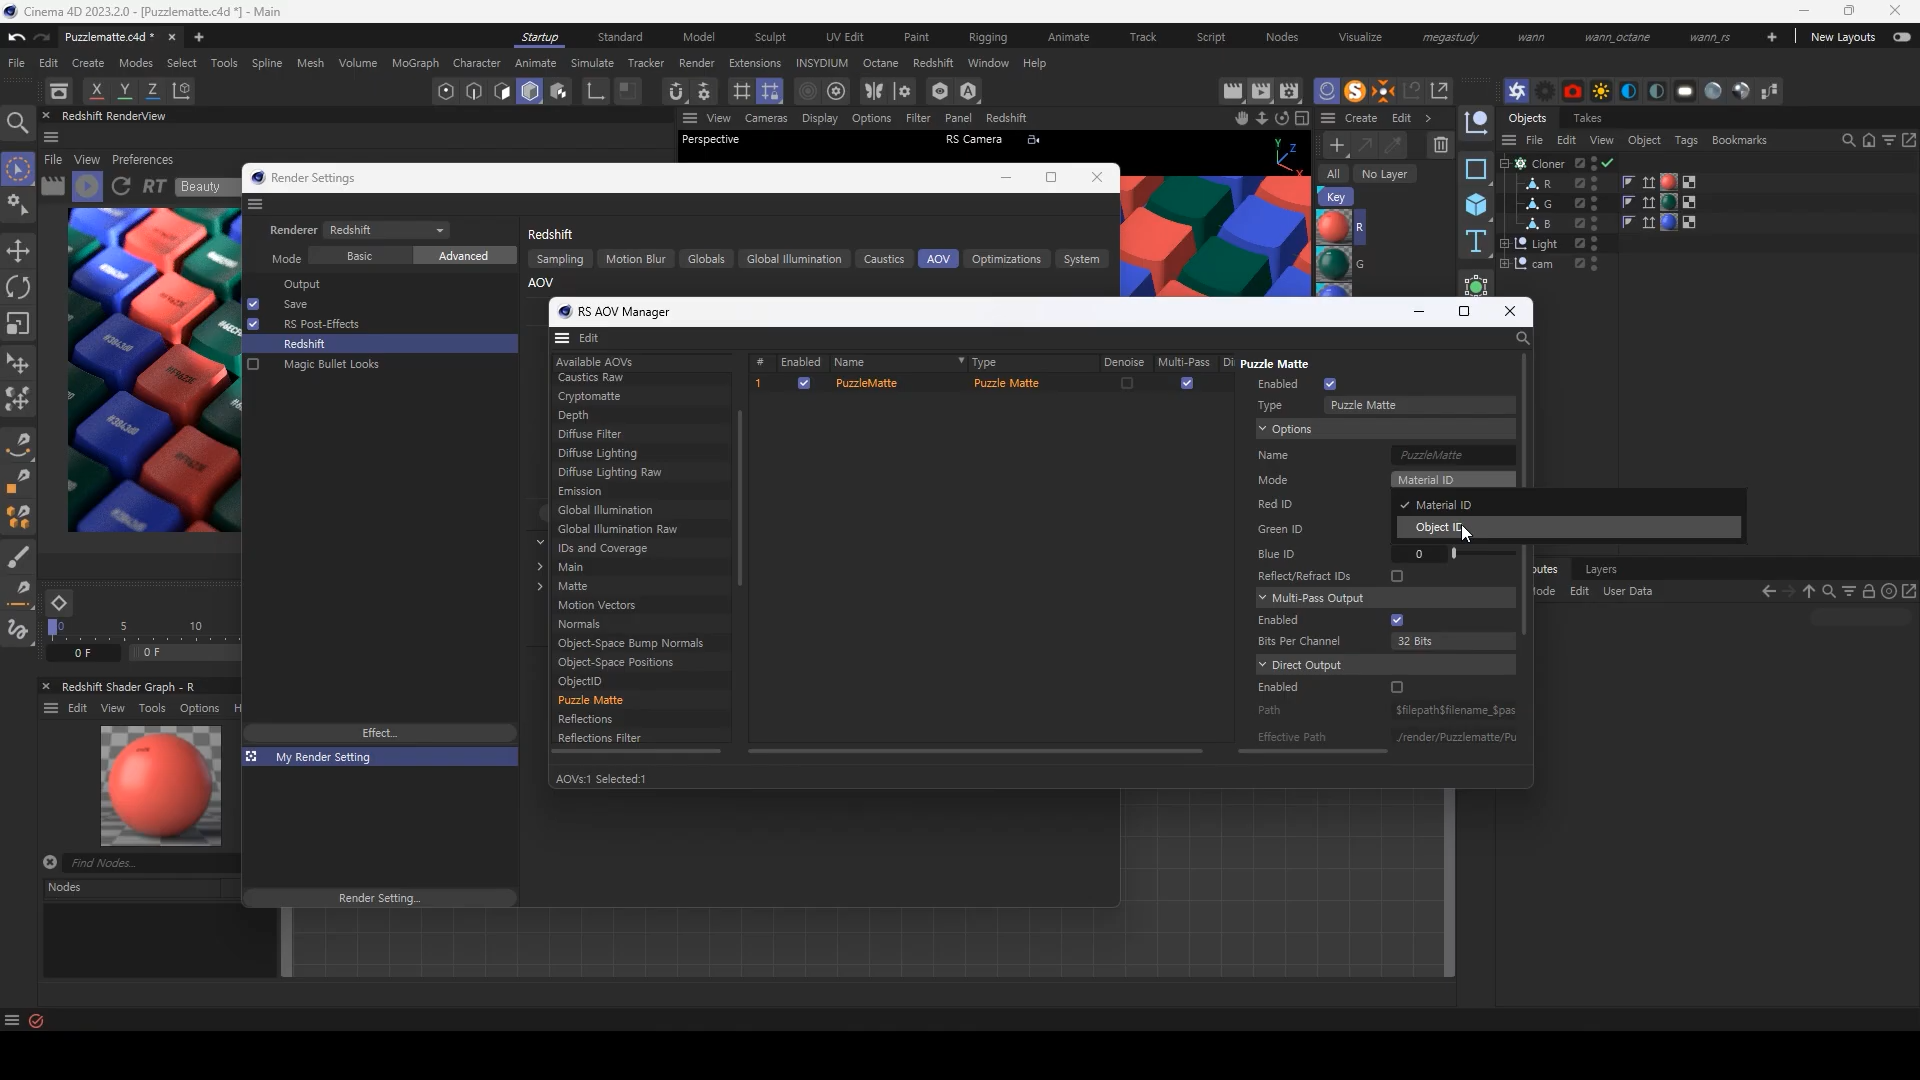 Cinema 4D 2023.2.0 - [Puzzlematte.c4d *] - Main
Puzzlematte.c4d *
Startup Standard Model Sculpt UV Edit Paint Rigging Animate Track Script Nodes Visualize megastudy wann wann_octane wann_rs New Layouts
File Edit Create Modes Select Tools Spline Mesh Volume MoGraph Character Animate Simulate Tracker Render Extensions INSYDIUM Octane Redshift Window Help
X Y Z
Redshift RenderView
File View Preferences
RT Beauty
View Cameras Display Options Filter Panel Redshift
Perspective
RS Camera
Y
Z
X
Create Edit
All No Layer
Key
R
G
Objects Takes
File Edit View Object Tags Bookmarks
Cloner
R
G
B
Light
cam
Render Settings
Renderer Redshift
Mode Basic Advanced
Output
Save
RS Post-Effects
Redshift
Magic Bullet Looks
Effect...
My Render Setting
Render Setting...
Redshift
Sampling Motion Blur Globals Global Illumination Caustics AOV Optimizations System
AOV
RS AOV Manager
Edit
Available AOVs
Caustics Raw
Cryptomatte
Depth
Diffuse Filter
Diffuse Lighting
Diffuse Lighting Raw
Emission
Global Illumination
Global Illumination Raw
IDs and Coverage
Main
Matte
Motion Vectors
Normals
Object-Space Bump Normals
Object-Space Positions
ObjectID
Puzzle Matte
Reflections
Reflections Filter
# Enabled Name Type Denoise Multi-Pass Di
1 PuzzleMatte Puzzle Matte
AOVs:1 Selected:1
Puzzle Matte
Enabled
Type Puzzle Matte
Options
Name PuzzleMatte
Mode Material ID
Red ID
Material ID
Object ID
Green ID
Blue ID 0
Reflect/Refract IDs
Multi-Pass Output
Enabled
Bits Per Channel 32 Bits
Direct Output
Enabled
Path $filepath$filename_$pas
Effective Path ./render/Puzzlematte/Pu
butes Layers
Mode Edit User Data
0 5 10
0 F 0 F
Redshift Shader Graph - R
Edit View Tools Options H
Find Nodes...
Nodes